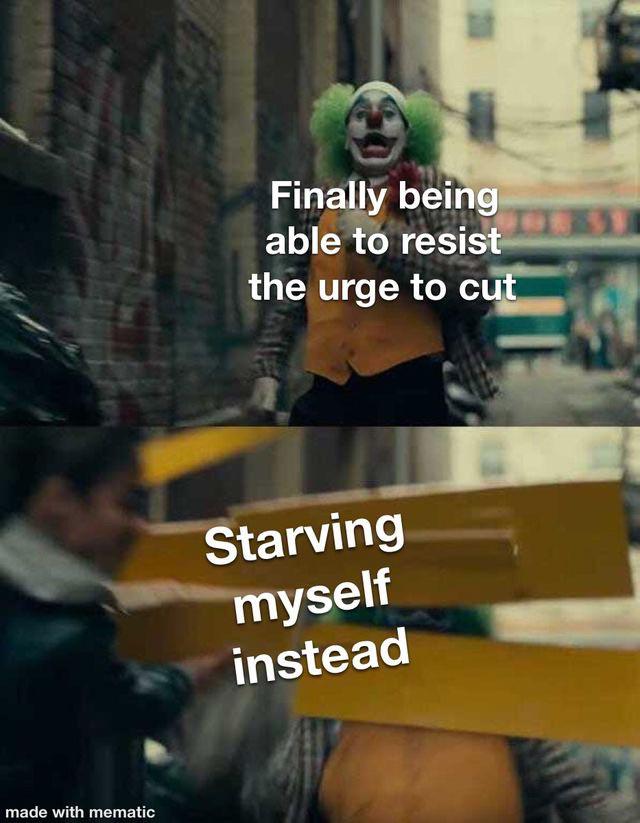 Finally being
able to resist
the urge to cut
Starving
myself
instead
made with mematic